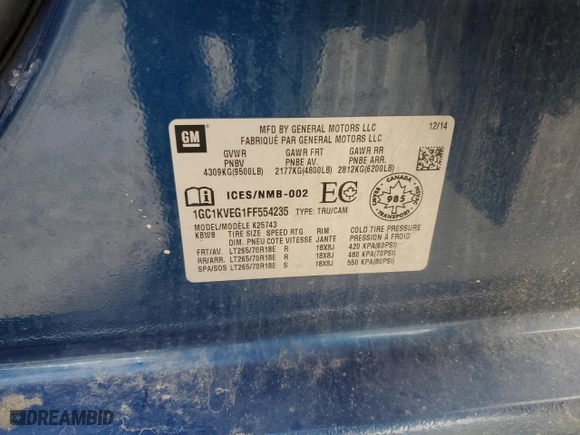 GM
MFD BY GENERAL MOTORS LLC 12/14
FABRIQUÉ PAR GENERAL MOTORS LLC
GVWR GAWR FRT GAWR RR
PNBV PNBE AV. PNBE ARR.
4309KG(9500LB) 2177KG(4800LB) 2812KG(6200LB)
ICES/NMB-002 EC CANADA 985
1GC1KVEG1FF554235 TYPE: TRU/CAM
MODEL/MODÈLE K25743
KBW8 TIRE SIZE SPEED RTG RIM COLD TIRE PRESSURE
DIM. PNEU COTE VITESSE JANTE PRESSION À FROID
FRT/AV. LT265/70R18E R 18X8J 420 KPA(60PSI)
RR/ARR. LT265/70R18E R 18X8J 480 KPA(70PSI)
SPA/SOS LT265/70R18E S 18X8J 550 KPA(80PSI)
DREAMBID